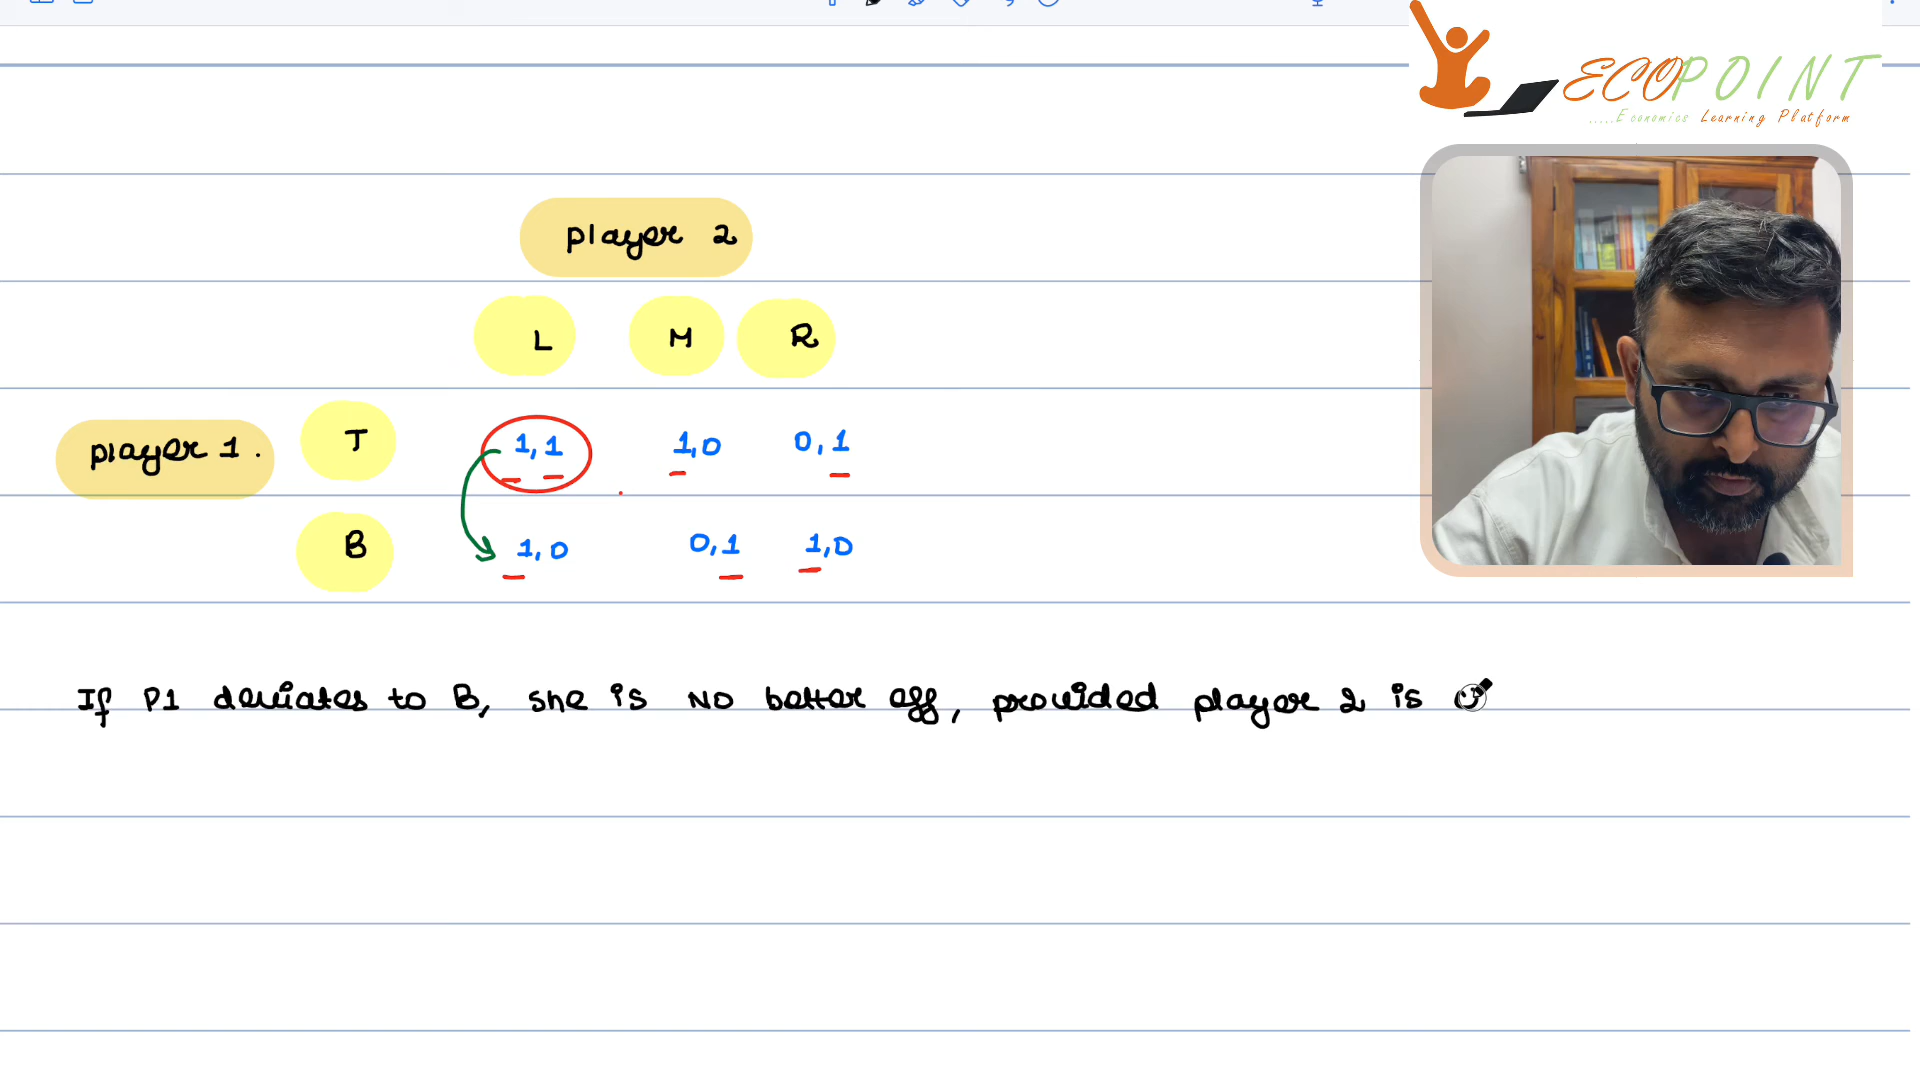 ECOPOINT
.....Economics Learning Platform
player 2
L M R
player 1. T 1,1 1,0 0,1
B 1,0 0,1 1,0
If P1 deviates to B, she is NO better off, provided player 2 is